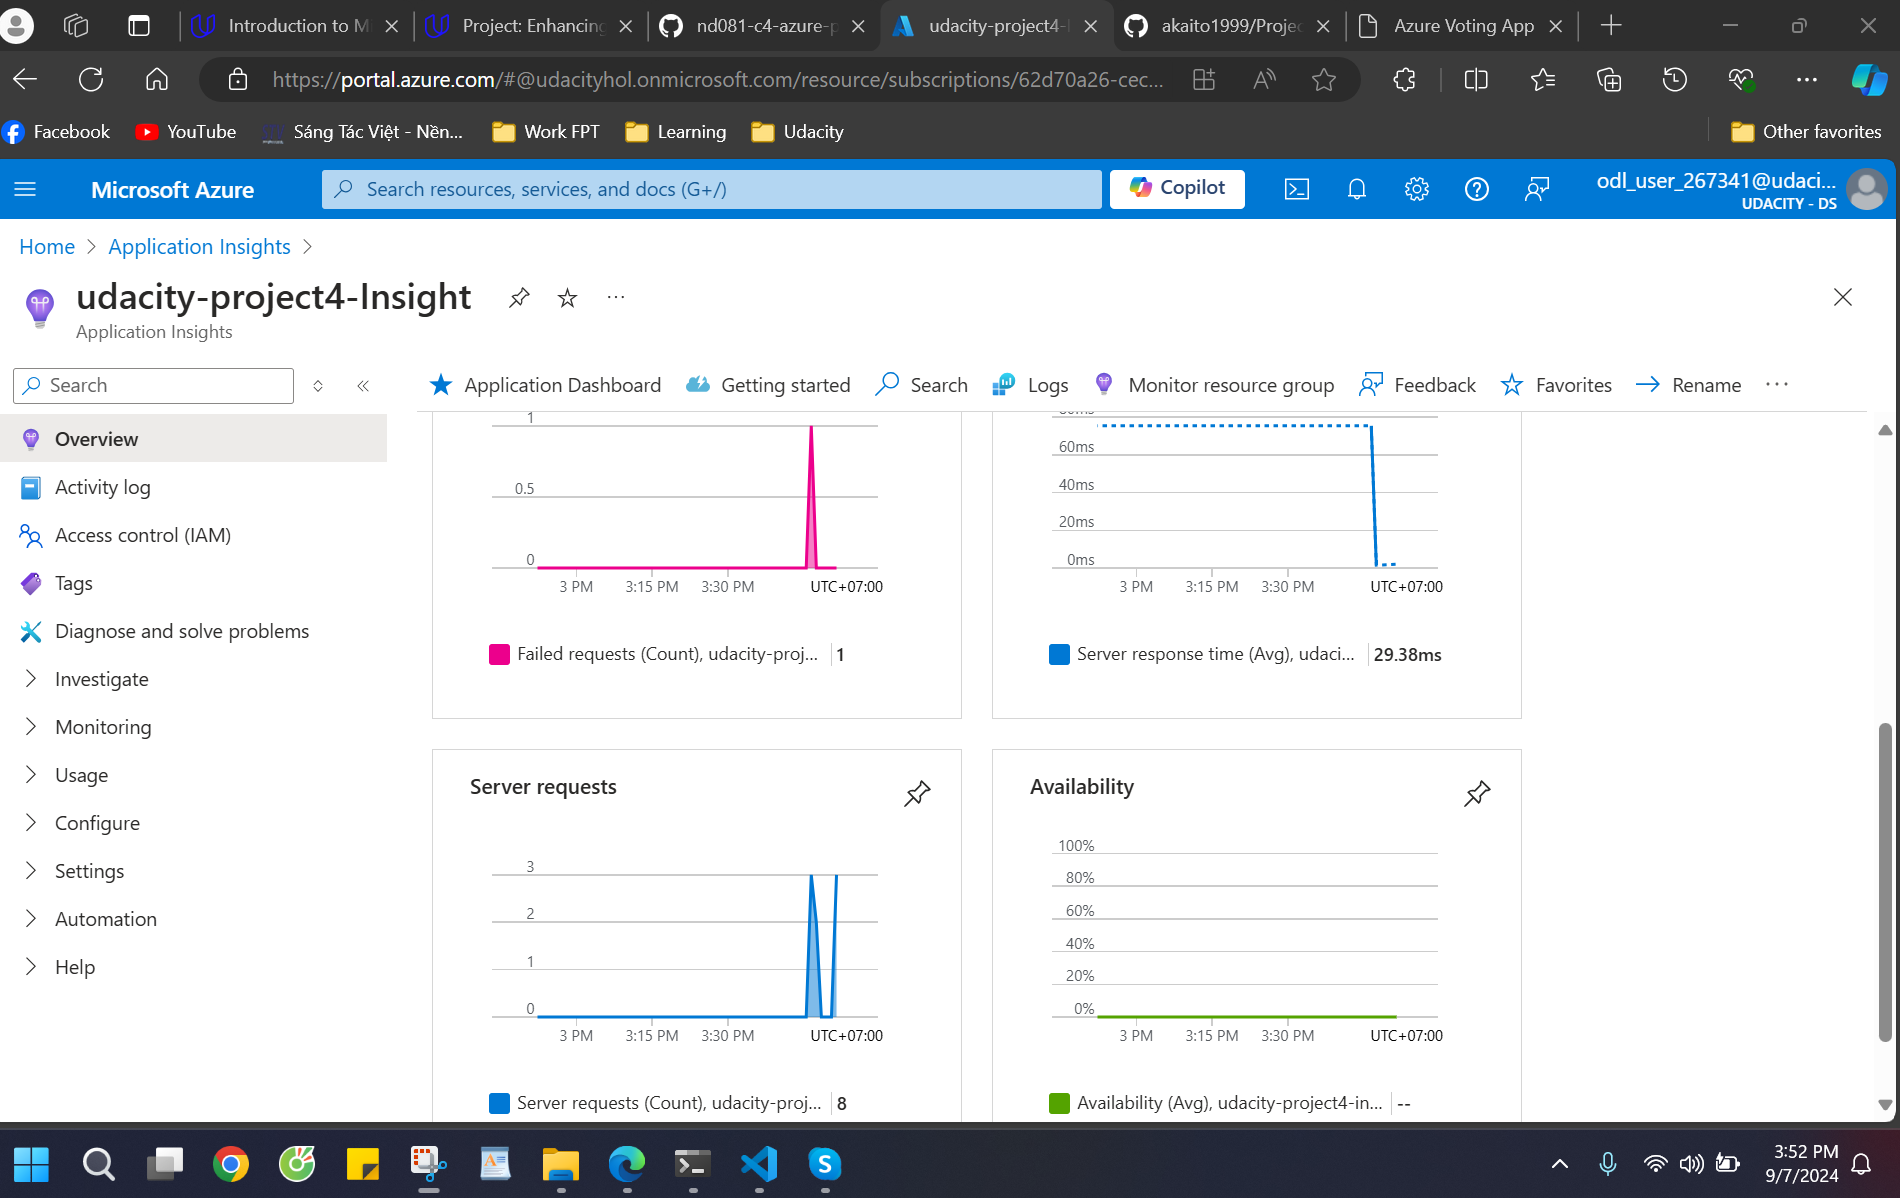 Introduction to M
Project: Enhancing
nd081-c4-azure-p
udacity-project4-
akaito1999/Projec
Azure Voting App
https://portal.azure.com/#@udacityhol.onmicrosoft.com/resource/subscriptions/62d70a26-cec...
Facebook
YouTube
Sáng Tác Việt - Nền...
Work FPT
Learning
Udacity
Other favorites
Microsoft Azure
Search resources, services, and docs (G+/)
Copilot
odl_user_267341@udaci...
UDACITY - DS
Home > Application Insights >
udacity-project4-Insight
Application Insights
Search
Application Dashboard
Getting started
Search
Logs
Monitor resource group
Feedback
Favorites
Rename
Overview
Activity log
Access control (IAM)
Tags
Diagnose and solve problems
Investigate
Monitoring
Usage
Configure
Settings
Automation
Help
1
0.5
0
3 PM
3:15 PM
3:30 PM
UTC+07:00
Failed requests (Count), udacity-proj...
1
80ms
60ms
40ms
20ms
0ms
3 PM
3:15 PM
3:30 PM
UTC+07:00
Server response time (Avg), udaci...
29.38ms
Server requests
3
2
1
0
3 PM
3:15 PM
3:30 PM
UTC+07:00
Server requests (Count), udacity-proj...
8
Availability
100%
80%
60%
40%
20%
0%
3 PM
3:15 PM
3:30 PM
UTC+07:00
Availability (Avg), udacity-project4-in...
--
3:52 PM
9/7/2024